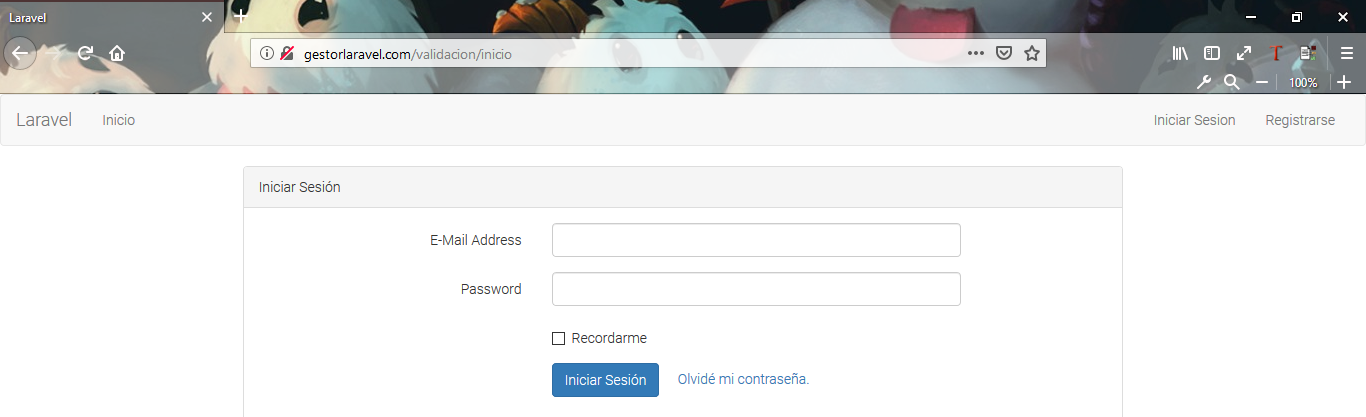 Laravel
gestorlaravel.com/validacion/inicio
100%
Laravel Inicio Iniciar Sesion Registrarse
Iniciar Sesión
E-Mail Address
Password
Recordarme
Iniciar Sesión Olvidé mi contraseña.